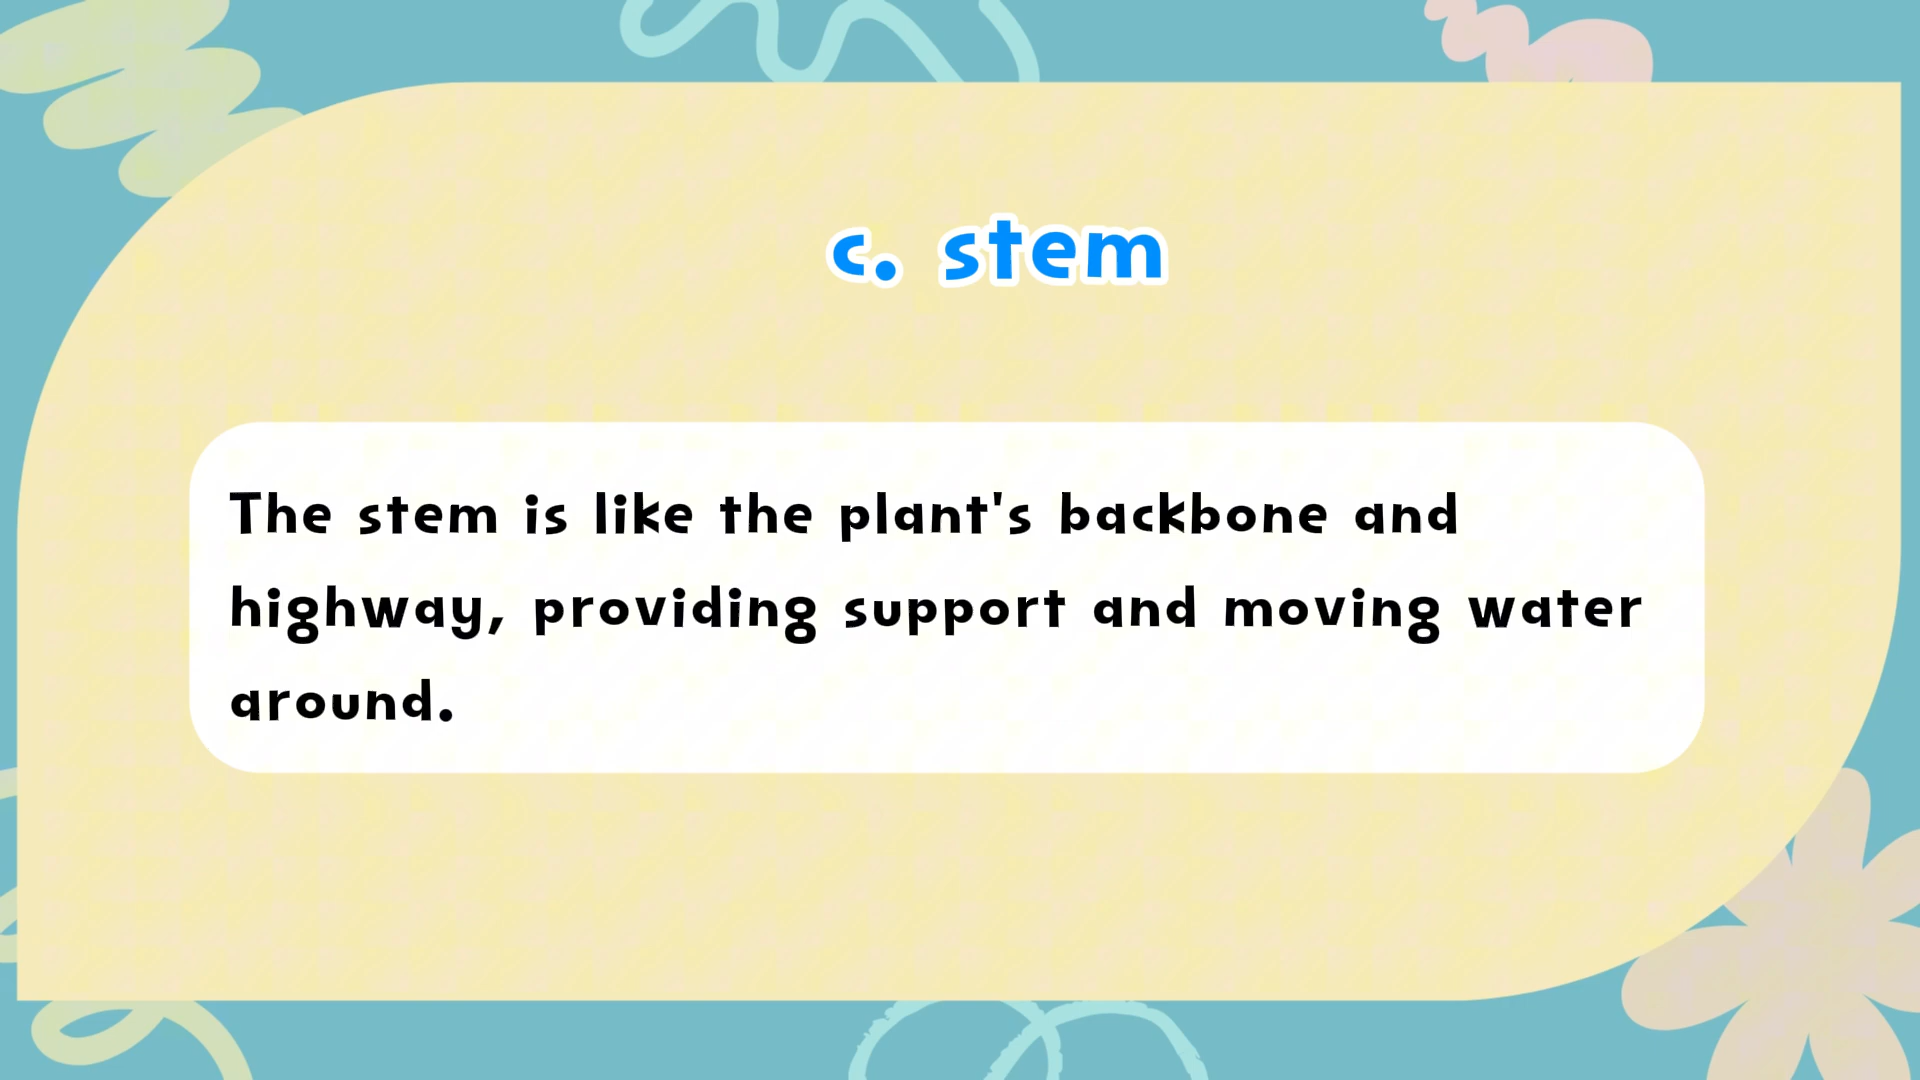 c. stem
The stem is like the plant's backbone and
highway, providing support and moving water
around.